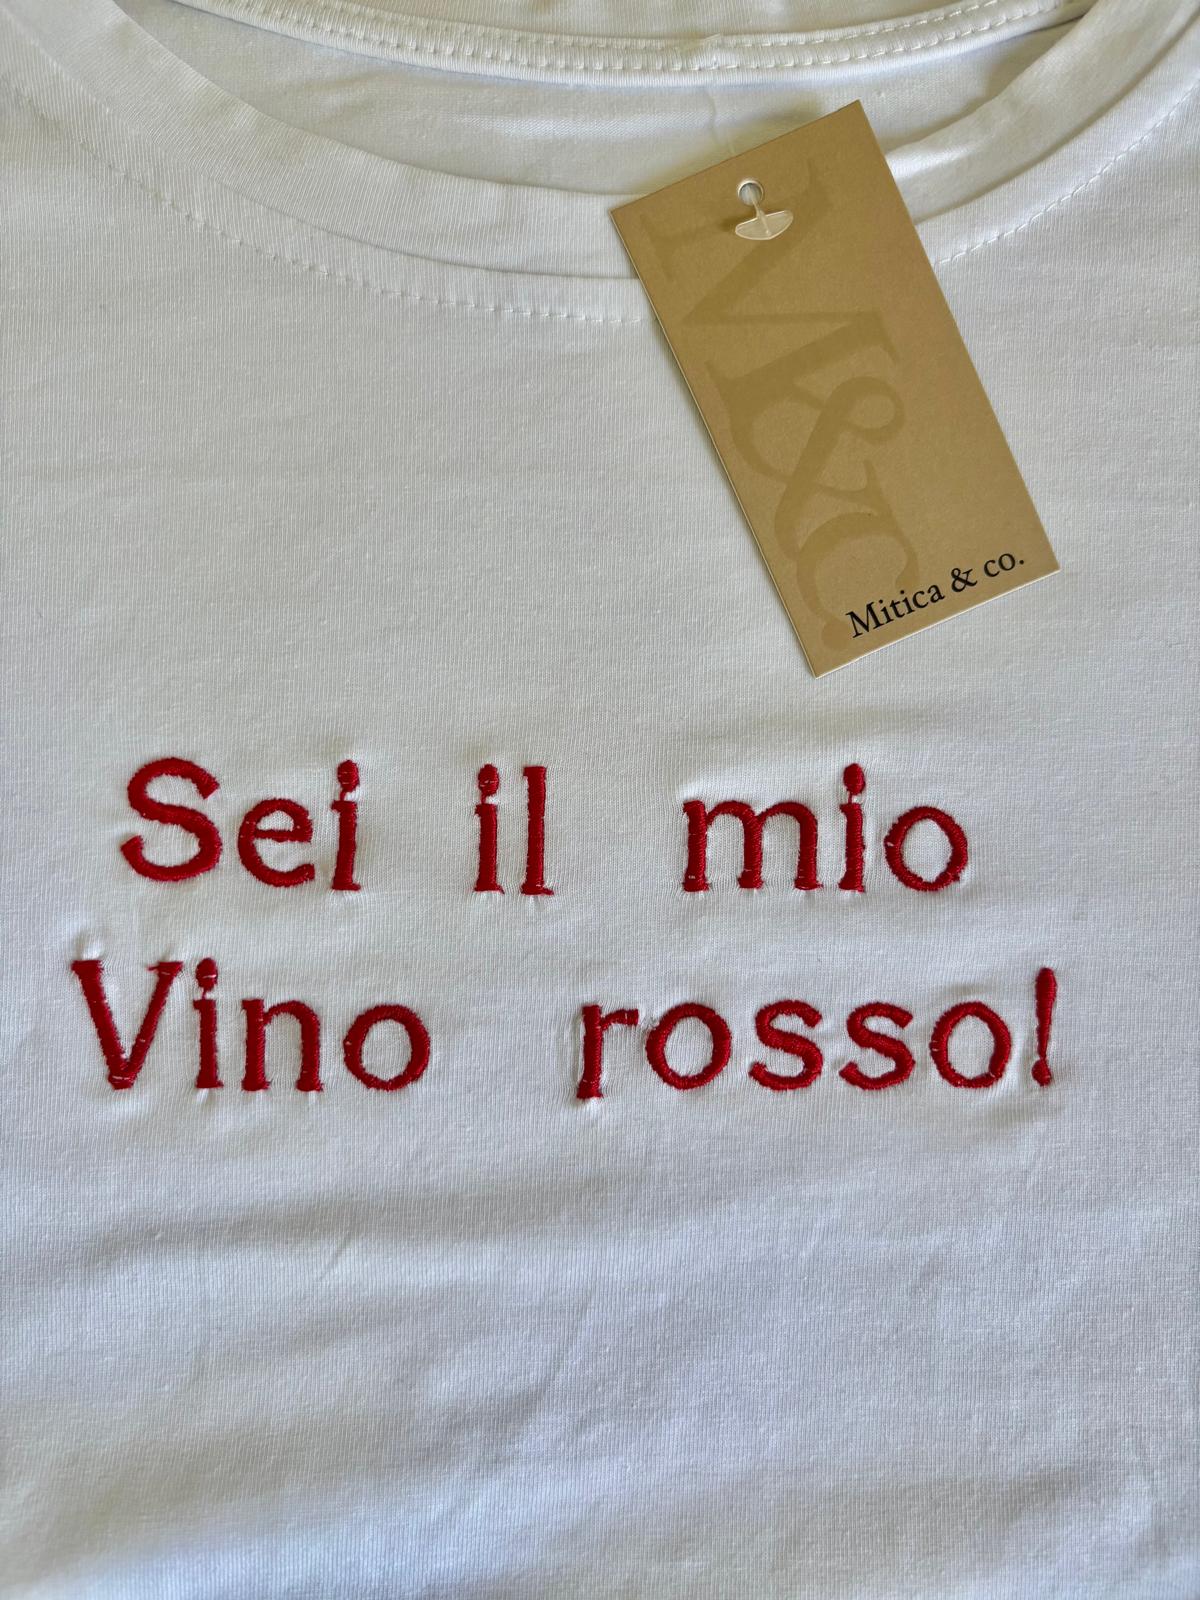 M&c.
Mitica & co.
Sei il mio
Vino rosso!